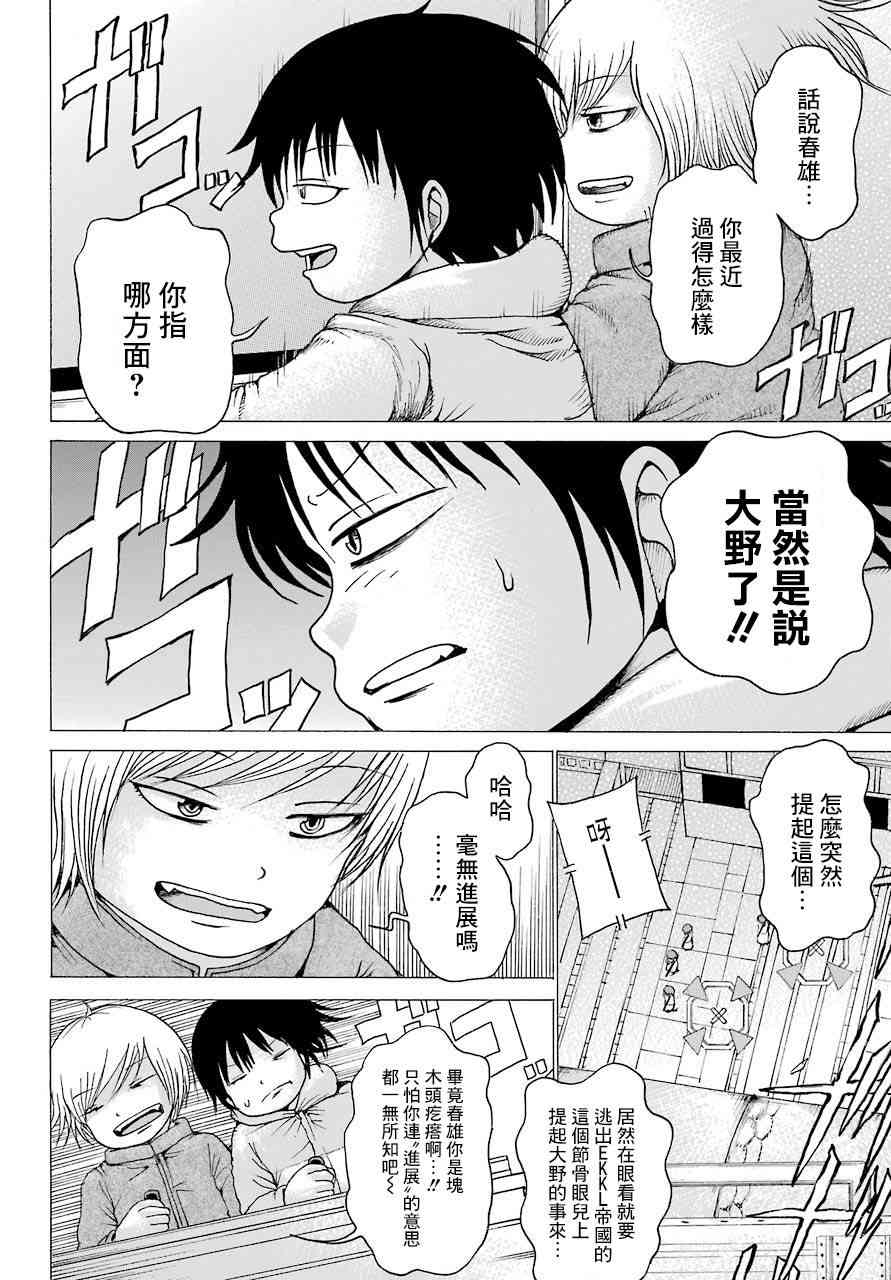 話說春雄…
你最近
過得怎麼樣
你指
哪方面？
ガコ
ガコッ
當然是說
大野了!!
ガコッ
怎麼突然
提起這個…
呀——
居然在眼看就要
逃出EKKL帝國的
這個節骨眼兒上
提起大野的事來…
哈哈
毫無進展嗎
……!!
ガコ
畢竟春雄你是塊
木頭疙瘩啊…!!
只怕你連〝進展〞的意思
都一無所知吧～